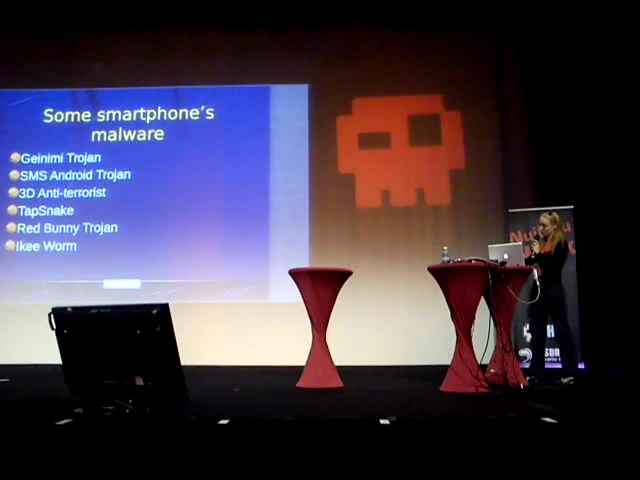 Some smartphone’s
malware
Geinimi Trojan
SMS Android Trojan
3D Anti-terrorist
TapSnake
Red Bunny Trojan
Ikee Worm